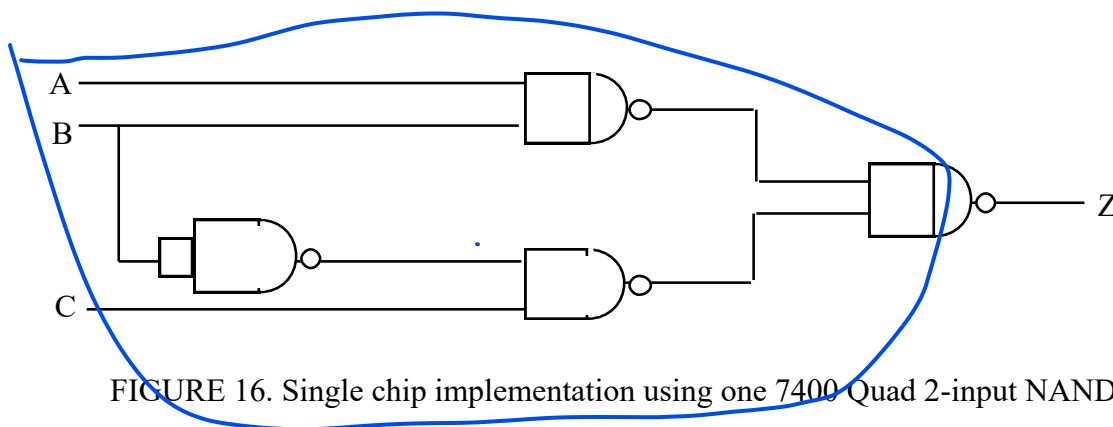 A
B
C
Z
FIGURE 16. Single chip implementation using one 7400 Quad 2-input NAND